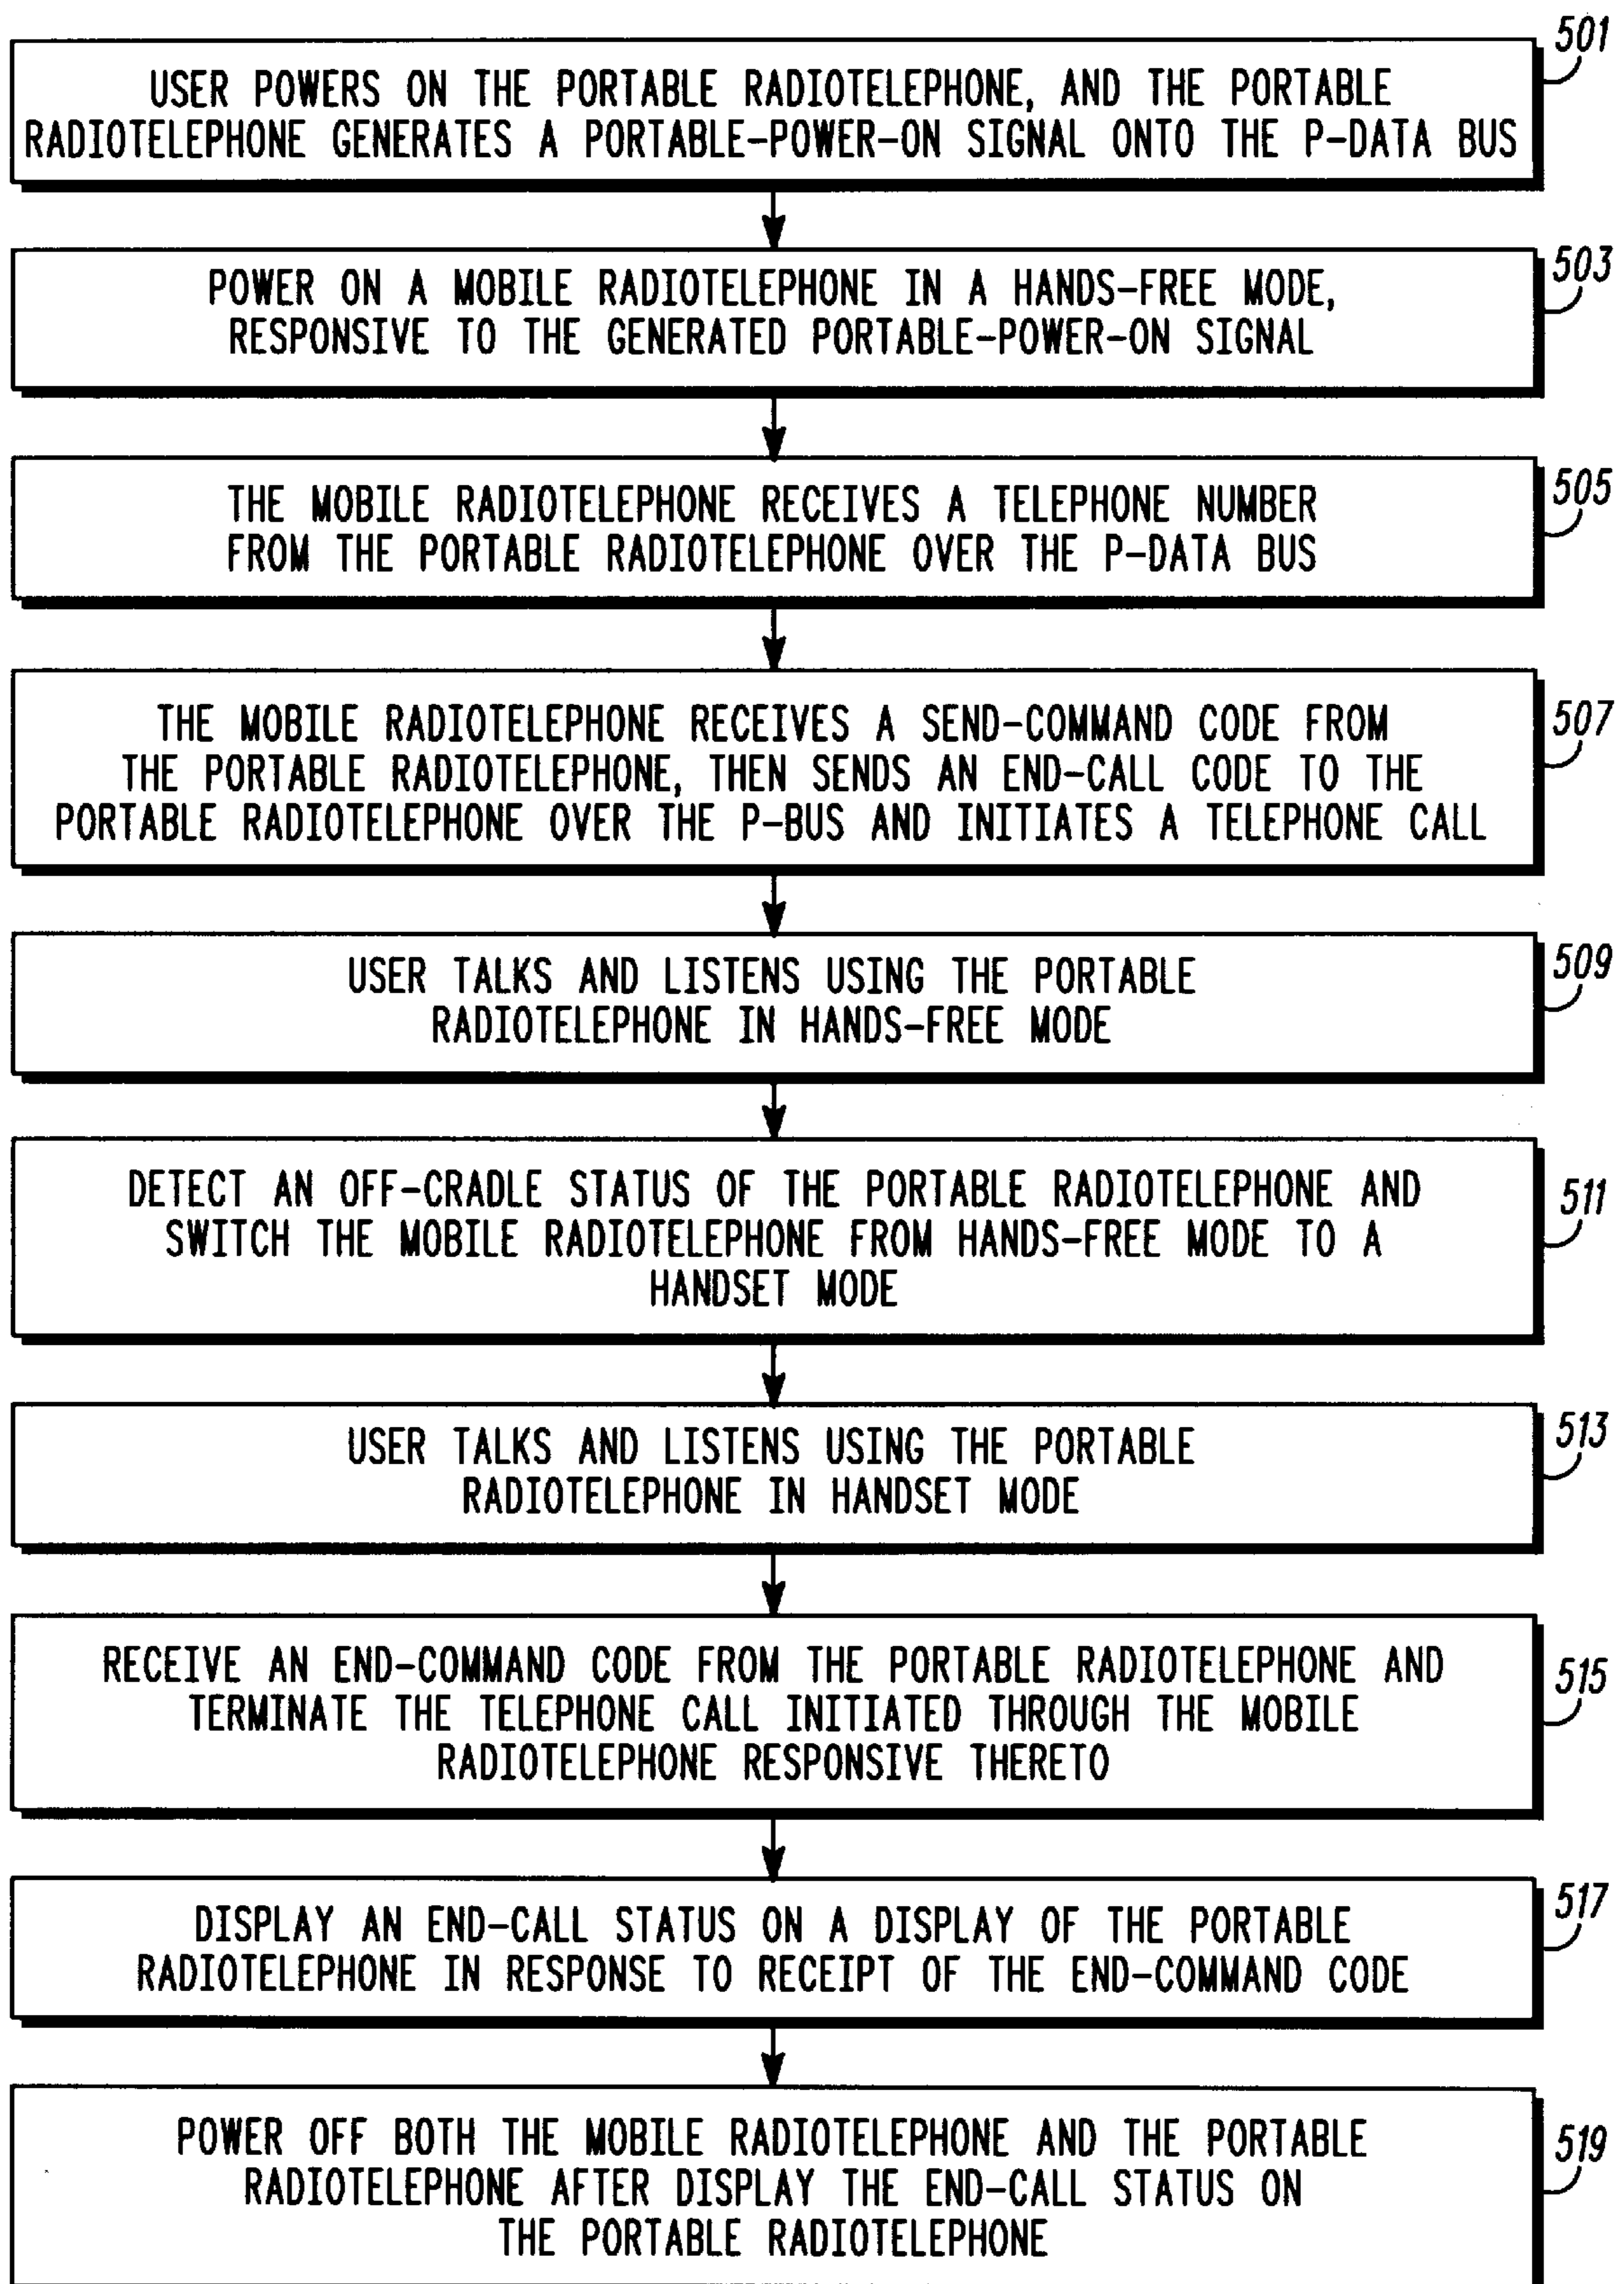 501
USER POWERS ON THE PORTABLE RADIOTELEPHONE, AND THE PORTABLE
RADIOTELEPHONE GENERATES A PORTABLE-POWER-ON SIGNAL ONTO THE P-DATA BUS
503
POWER ON A MOBILE RADIOTELEPHONE IN A HANDS-FREE MODE,
RESPONSIVE TO THE GENERATED PORTABLE-POWER-ON SIGNAL
505
THE MOBILE RADIOTELEPHONE RECEIVES A TELEPHONE NUMBER
FROM THE PORTABLE RADIOTELEPHONE OVER THE P-DATA BUS
507
THE MOBILE RADIOTELEPHONE RECEIVES A SEND-COMMAND CODE FROM
THE PORTABLE RADIOTELEPHONE, THEN SENDS AN END-CALL CODE TO THE
PORTABLE RADIOTELEPHONE OVER THE P-BUS AND INITIATES A TELEPHONE CALL
509
USER TALKS AND LISTENS USING THE PORTABLE
RADIOTELEPHONE IN HANDS-FREE MODE
511
DETECT AN OFF-CRADLE STATUS OF THE PORTABLE RADIOTELEPHONE AND
SWITCH THE MOBILE RADIOTELEPHONE FROM HANDS-FREE MODE TO A
HANDSET MODE
513
USER TALKS AND LISTENS USING THE PORTABLE
RADIOTELEPHONE IN HANDSET MODE
515
RECEIVE AN END-COMMAND CODE FROM THE PORTABLE RADIOTELEPHONE AND
TERMINATE THE TELEPHONE CALL INITIATED THROUGH THE MOBILE
RADIOTELEPHONE RESPONSIVE THERETO
517
DISPLAY AN END-CALL STATUS ON A DISPLAY OF THE PORTABLE
RADIOTELEPHONE IN RESPONSE TO RECEIPT OF THE END-COMMAND CODE
519
POWER OFF BOTH THE MOBILE RADIOTELEPHONE AND THE PORTABLE
RADIOTELEPHONE AFTER DISPLAY THE END-CALL STATUS ON
THE PORTABLE RADIOTELEPHONE